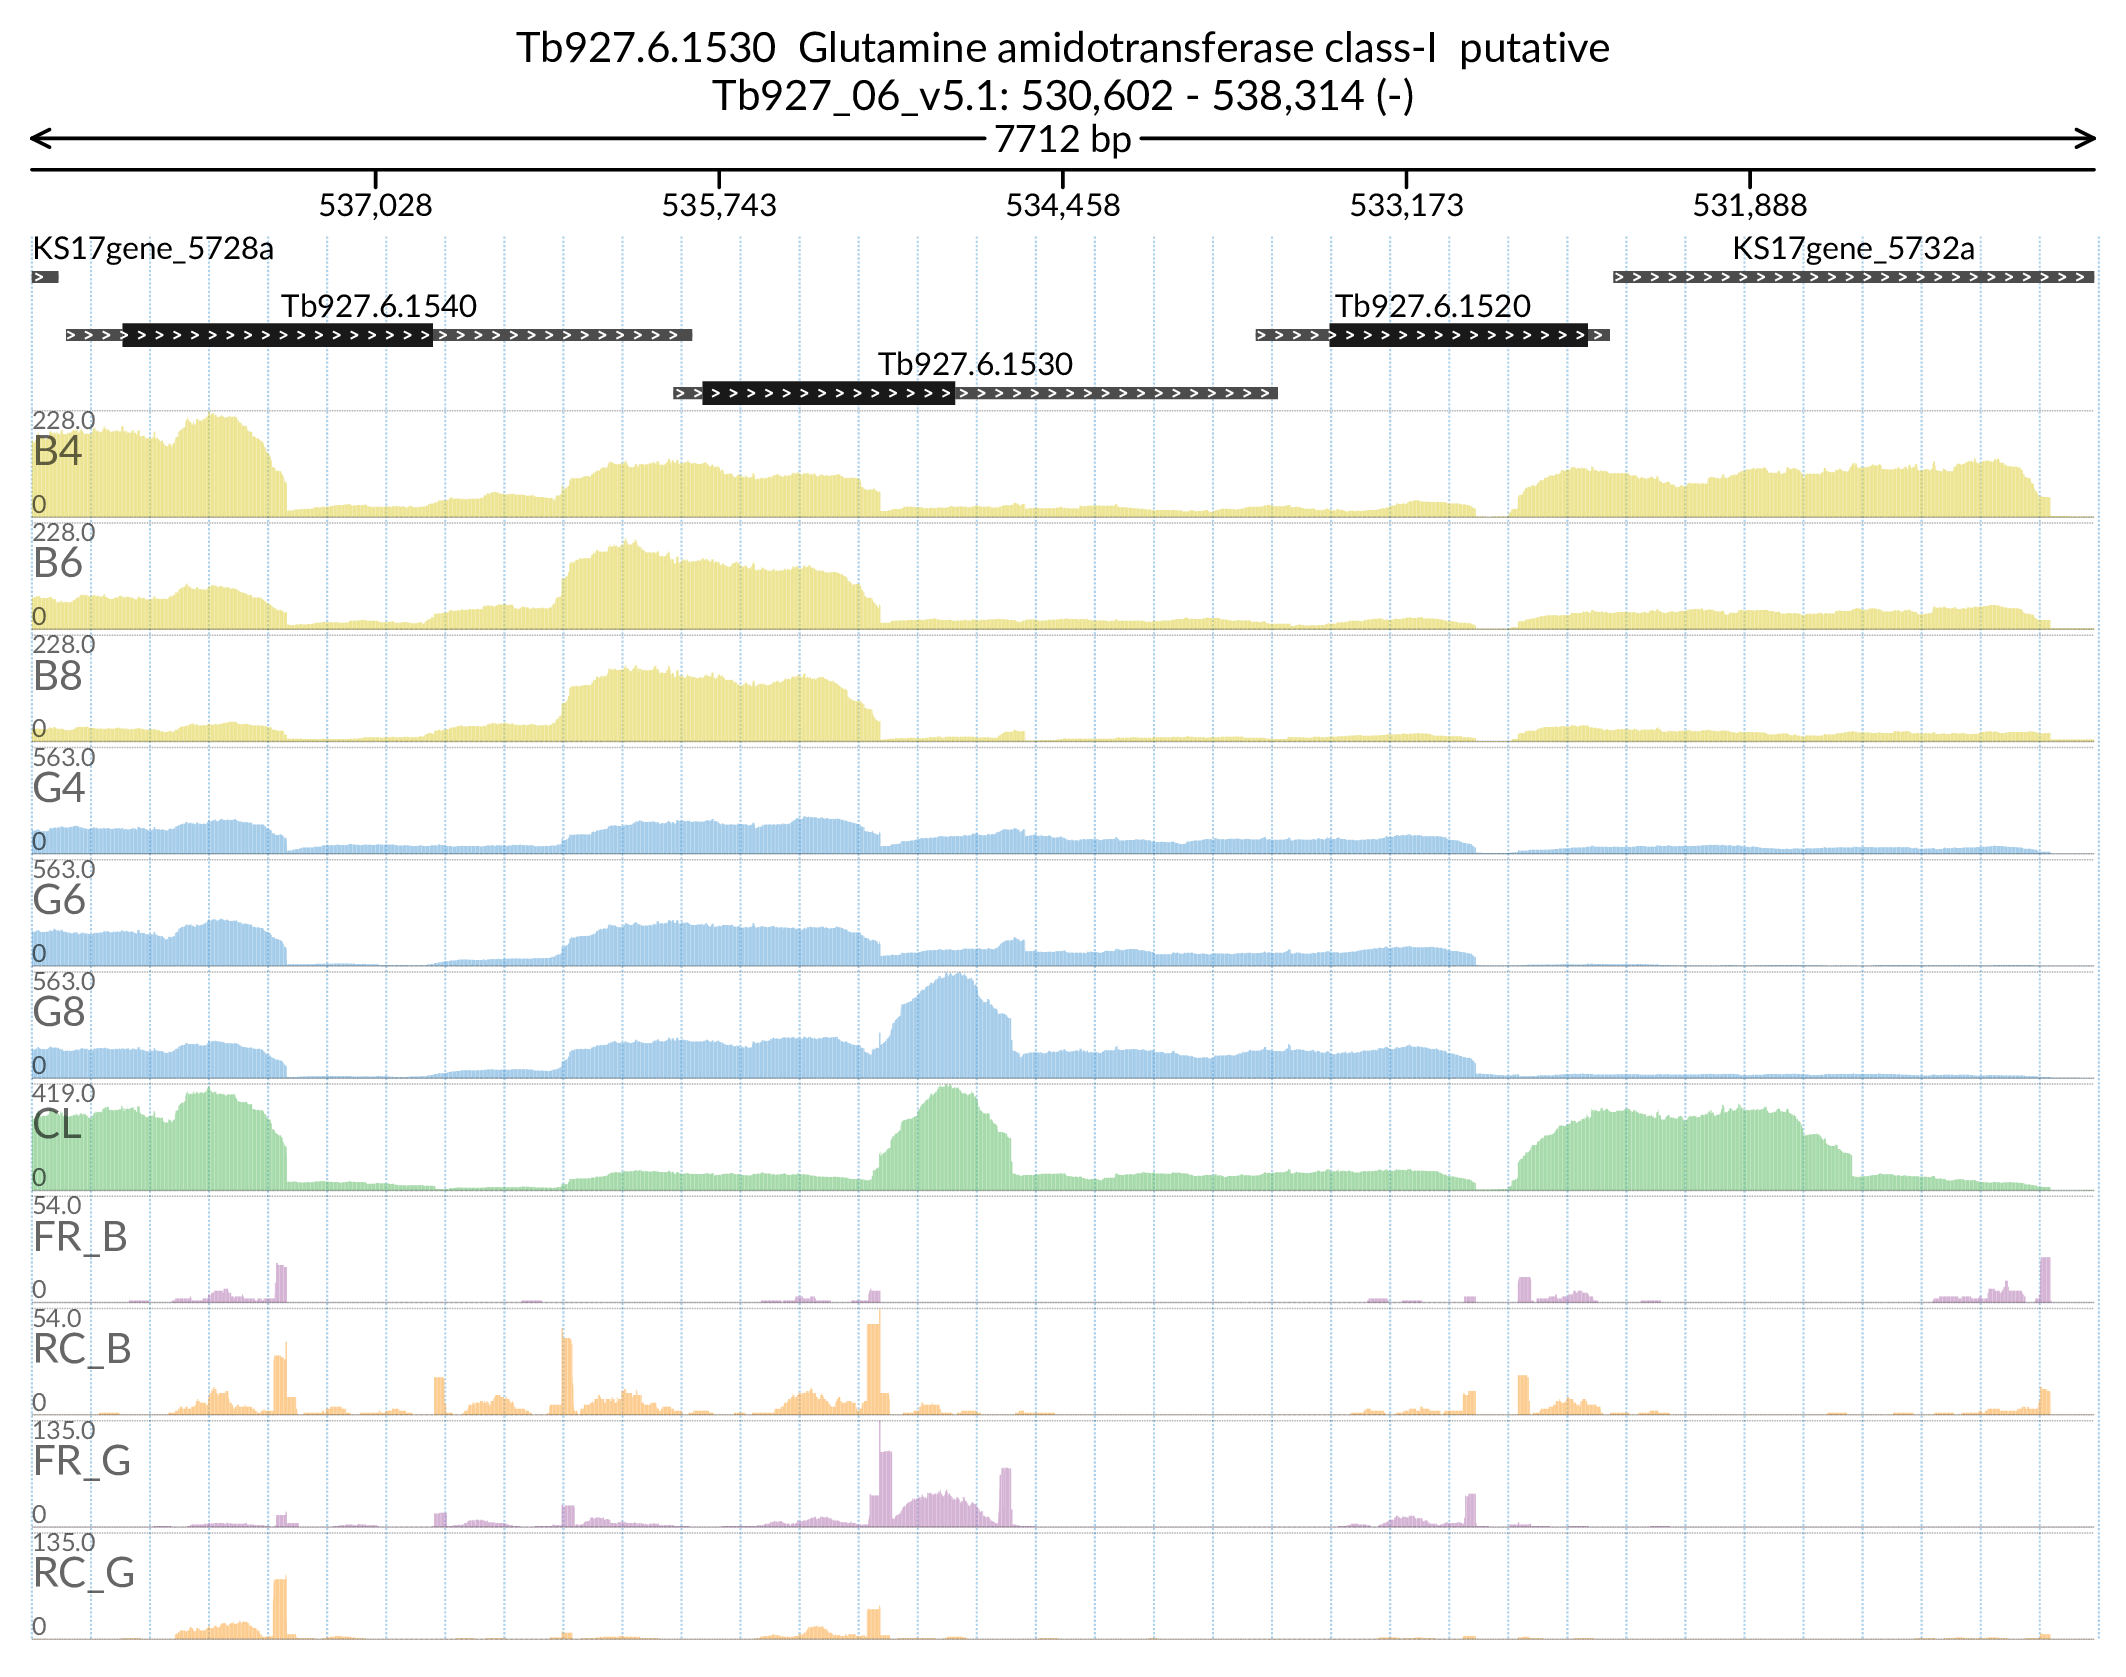 Tb927.6.1530  Glutamine amidotransferase class-I  putative
Tb927_06_v5.1: 530,602 - 538,314 (-)
7712 bp
537,028 535,743 534,458 533,173 531,888
KS17gene_5728a KS17gene_5732a
Tb927.6.1540 Tb927.6.1520
Tb927.6.1530
228.0
B4
0
228.0
B6
0
228.0
B8
0
563.0
G4
0
563.0
G6
0
563.0
G8
0
419.0
CL
0
54.0
FR_B
0
54.0
RC_B
0
135.0
FR_G
0
135.0
RC_G
0